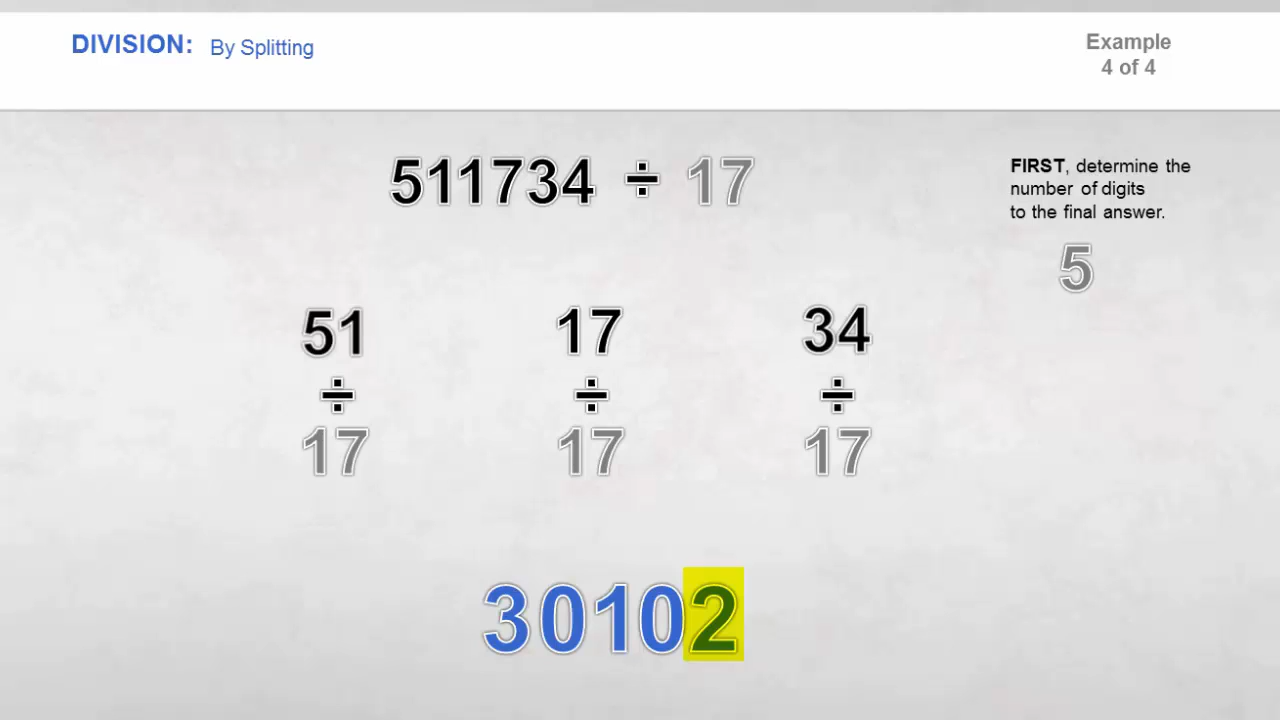 DIVISION: By Splitting
Example
4 of 4
511734 ÷ 17
FIRST, determine the
number of digits
to the final answer.
5
51 17 34
÷ ÷ ÷
17 17 17
30102